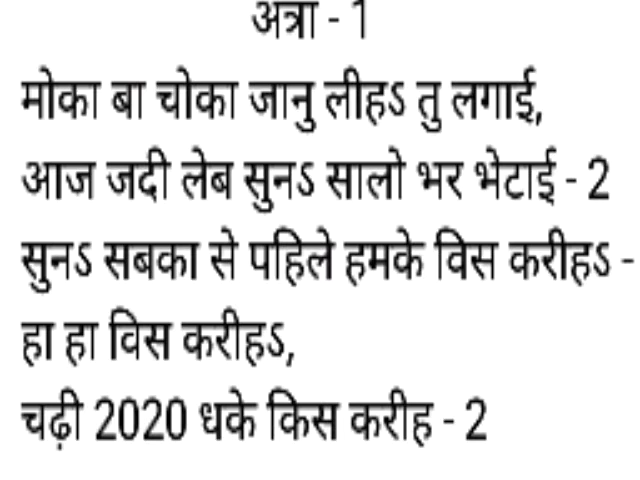 अत्रा - 1
मोका बा चोका जानु लीहऽ तु लगाई,
आज जदी लेब सुनऽ सालो भर भेटाई - 2
सुनऽ सबका से पहिले हमके विस करीहऽ -
हा हा विस करीहऽ,
चढ़ी 2020 धके किस करीह - 2